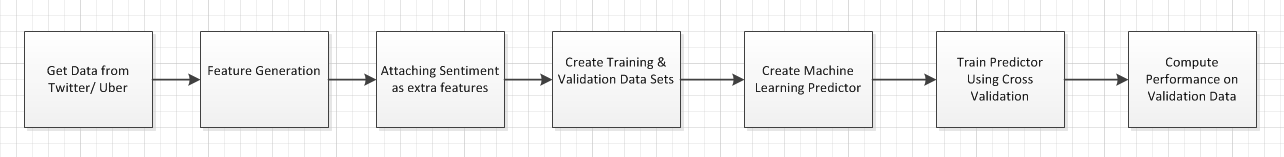 Get Data from
Twitter/ Uber
Feature Generation
Attaching Sentiment
as extra features
Create Training &
Validation Data Sets
Create Machine
Learning Predictor
Train Predictor
Using Cross
Validation
Compute
Performance on
Validation Data